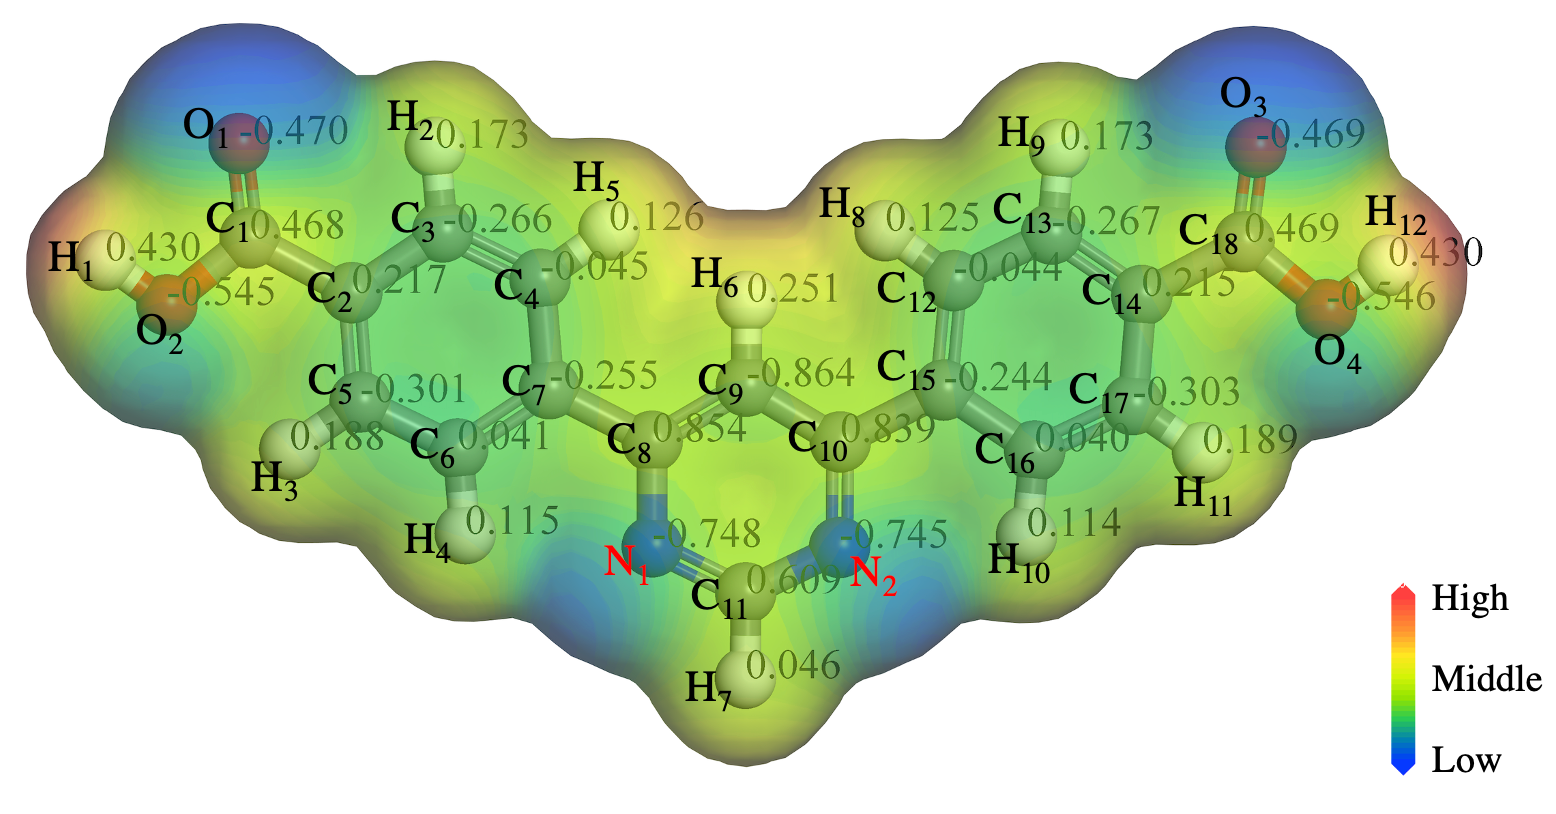 O₁ -0.470
H₂ 0.173
H₅ 0.126
C₁ 0.468
C₃ -0.266
H₁ 0.430
O₂ -0.545
C₂ 0.217
C₄ -0.045
H₆ 0.251
C₅ -0.301
C₇ -0.255
C₉ -0.864
H₃ 0.188
C₆ 0.041
C₈ 0.854
C₁₀ 0.839
H₄ 0.115
N₁ -0.748
N₂ -0.745
C₁₁ 0.609
H₇ 0.046
O₃ -0.469
H₉ 0.173
H₈ 0.125
C₁₃ -0.267
C₁₈ 0.469
H₁₂ 0.430
C₁₂ -0.044
C₁₄ 0.215
O₄ -0.546
C₁₅ -0.244
C₁₇ -0.303
C₁₆ 0.040
H₁₁ 0.189
H₁₀ 0.114
High
Middle
Low